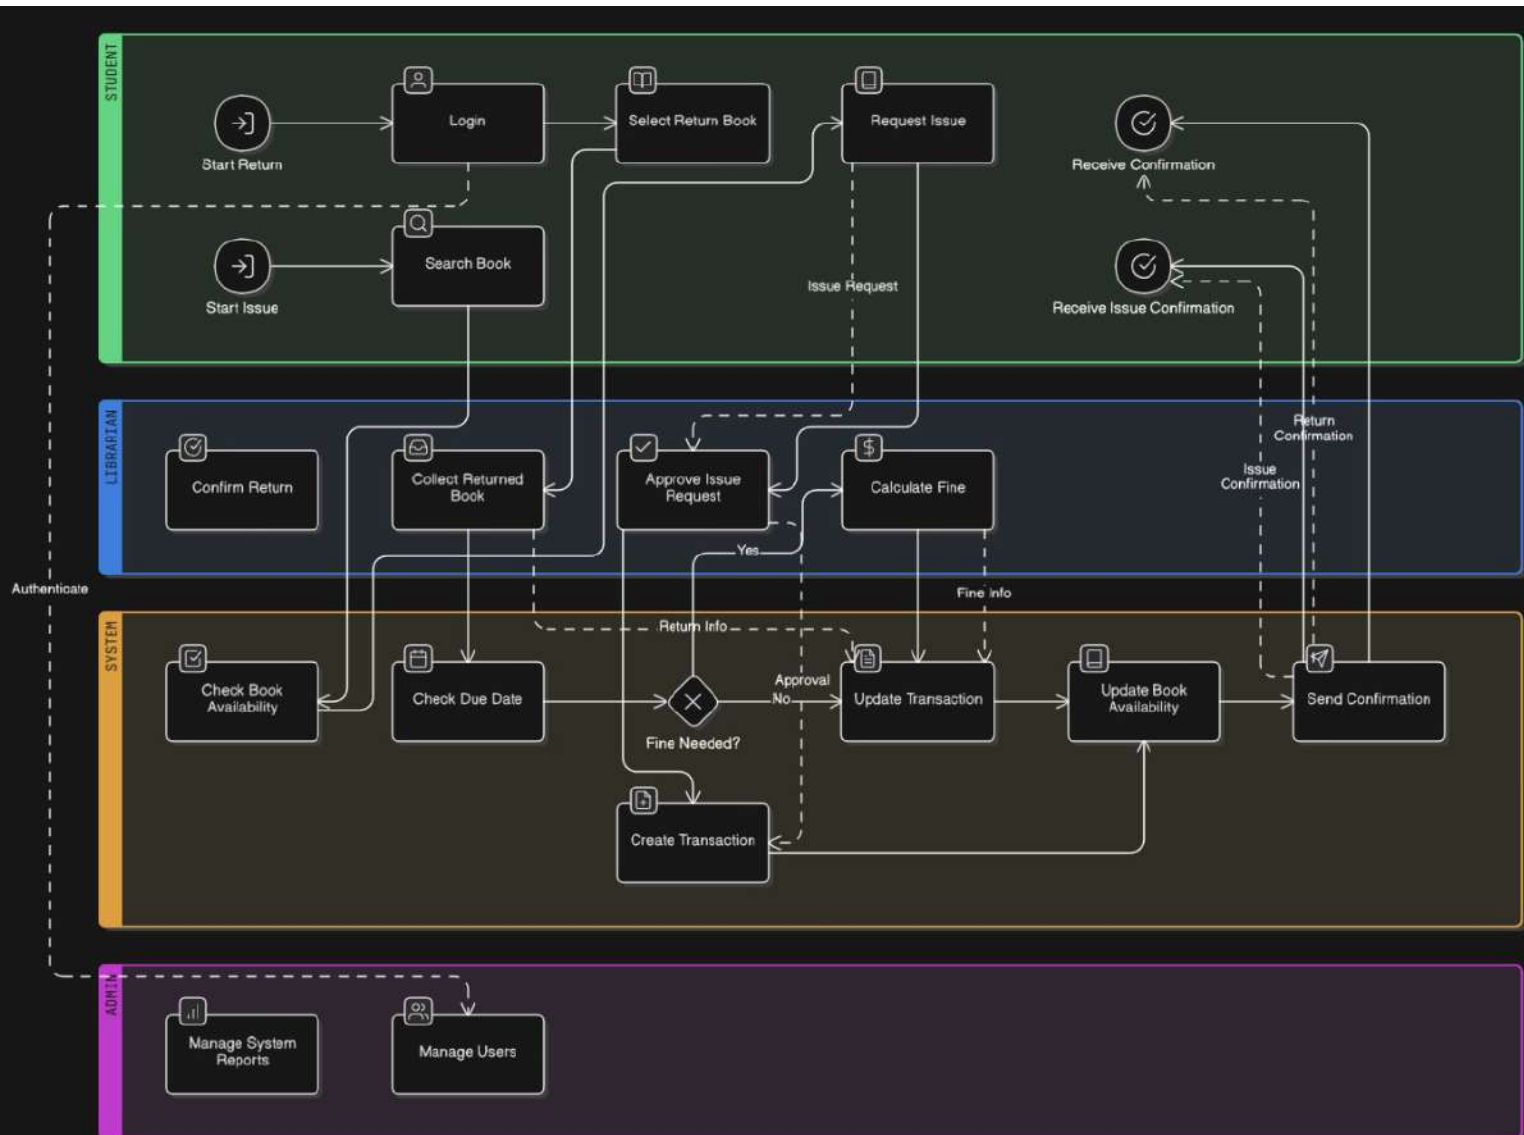 STUDENT
Login
Select Return Book
Request Issue
Start Return
Receive Confirmation
Search Book
Start Issue
Issue Request
Receive Issue Confirmation
LIBRARIAN
Confirm Return
Collect Returned
Book
Approve Issue
Request
Calculate Fine
Return
Confirmation
Issue
Confirmation
Yes
Authenticate
Fine Info
SYSTEM
Return Info
Check Book
Availability
Check Due Date
Fine Needed?
Approval
No
Update Transaction
Update Book
Availability
Send Confirmation
Create Transaction
ADMIN
Manage System
Reports
Manage Users